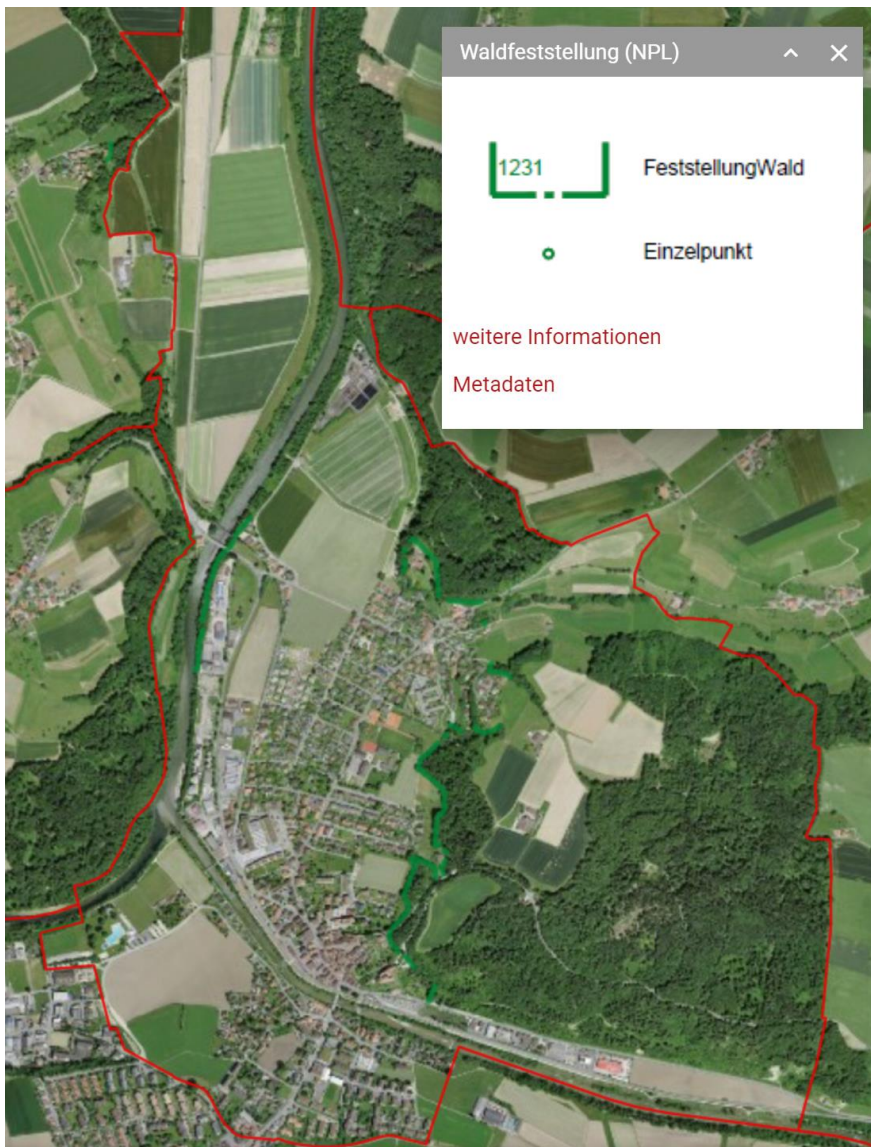 Waldfeststellung (NPL)
1231
FeststellungWald
Einzelpunkt
weitere Informationen
Metadaten